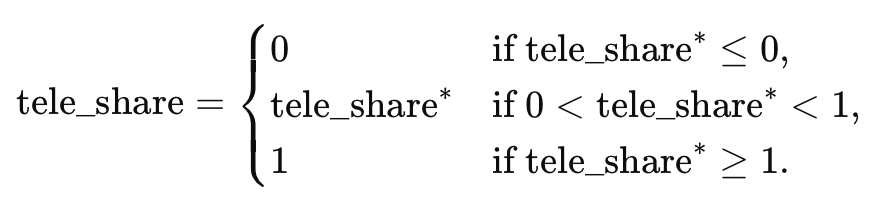 0 if tele_share* ≤ 0,
tele_share = { tele_share* if 0 < tele_share* < 1,
1 if tele_share* ≥ 1.